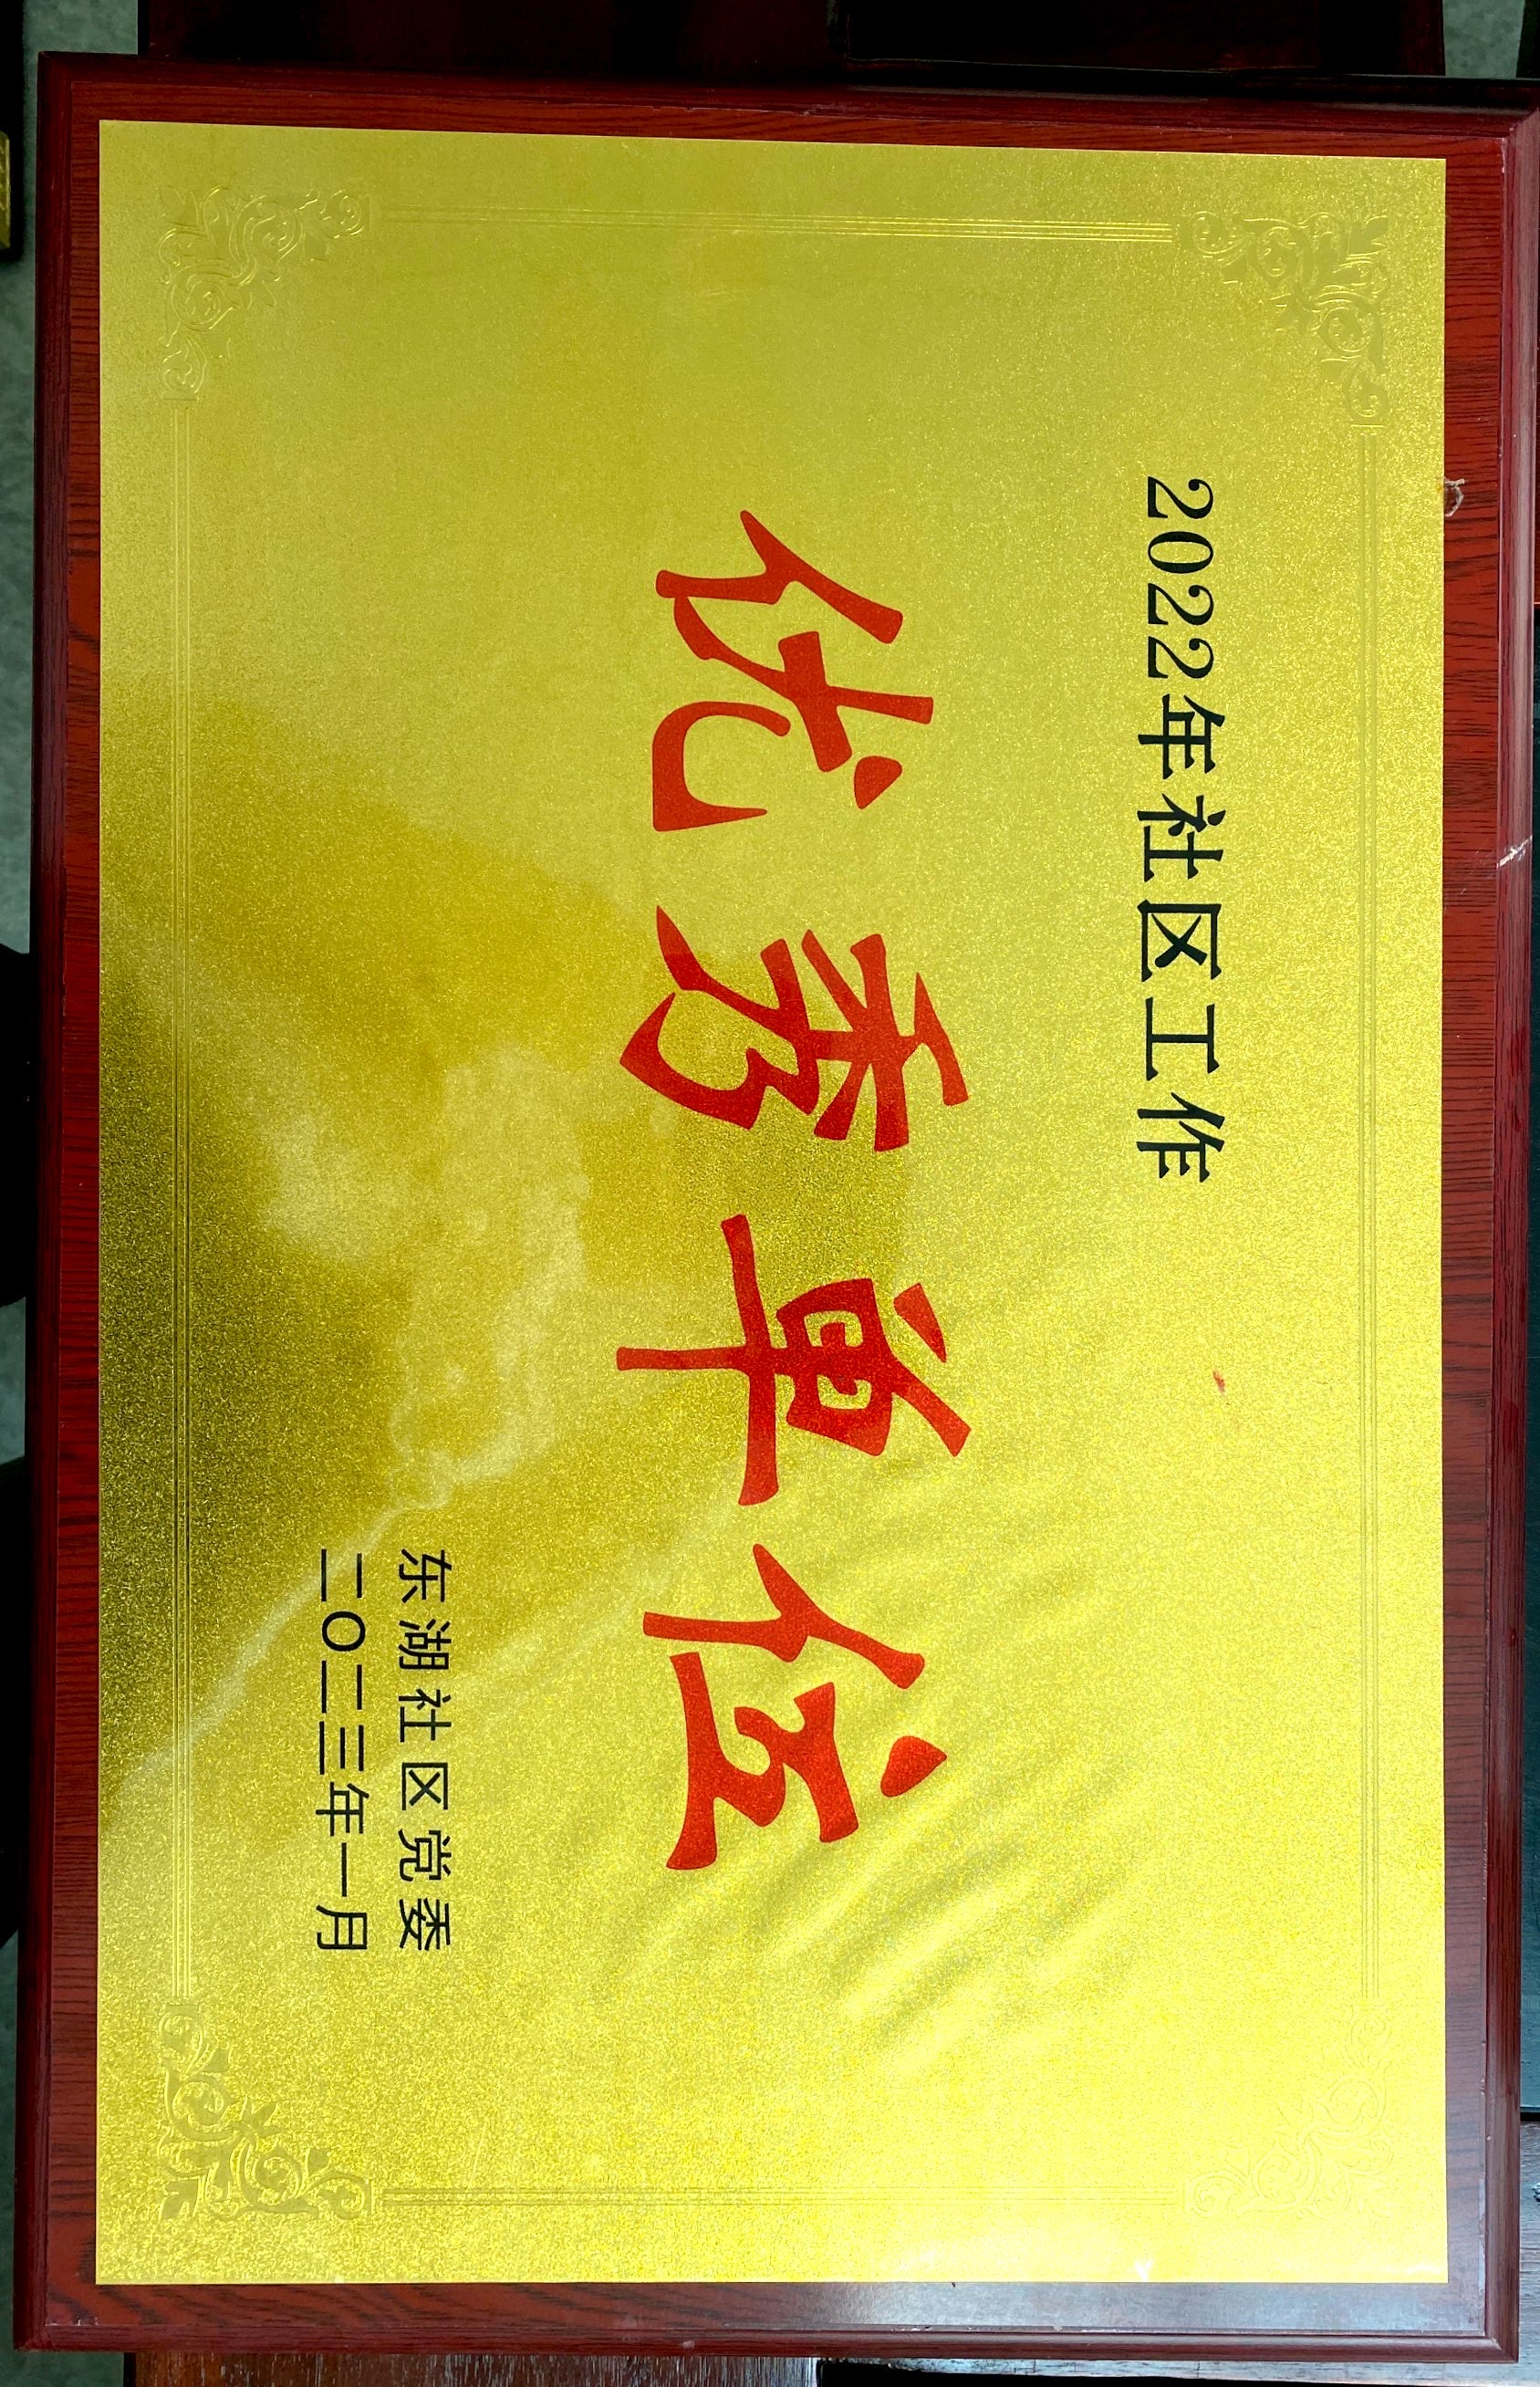 2022年社区工作
优秀单位
东湖社区党委
二〇二三年一月